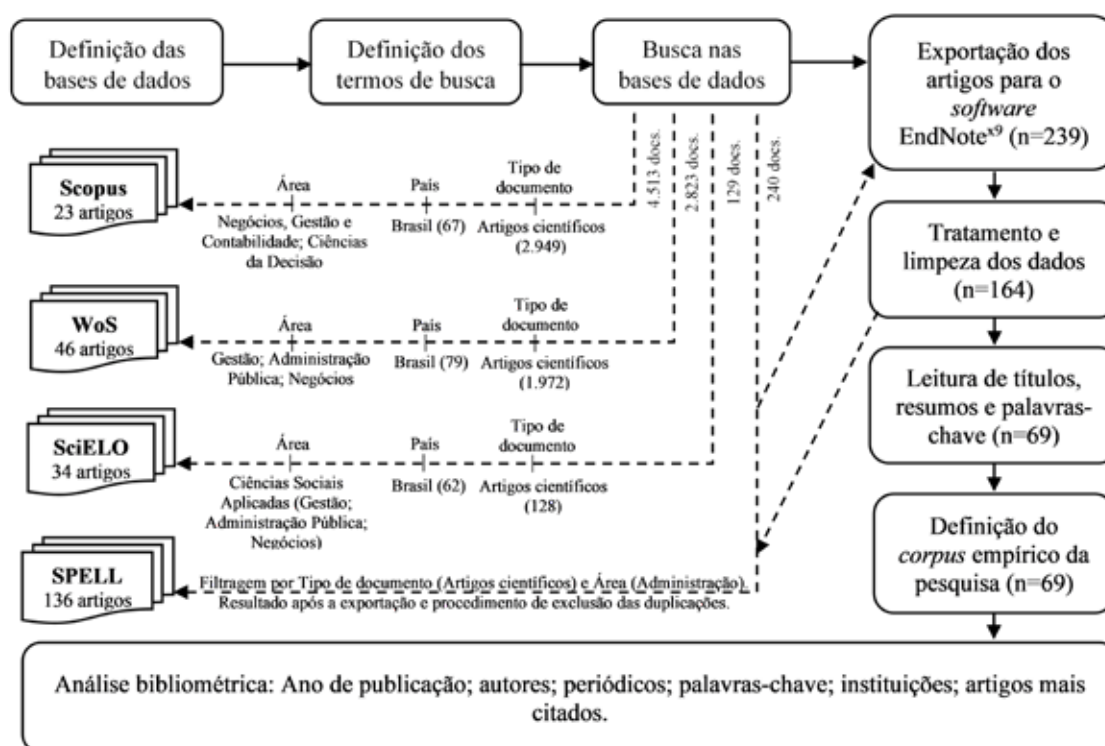 Definição das
bases de dados
Definição dos
termos de busca
Busca nas
bases de dados
Exportação dos
artigos para o
software
EndNote^x9 (n=239)
4.513 docs.
2.823 docs.
129 docs.
240 docs.
Scopus
23 artigos
Área
Negócios, Gestão e
Contabilidade; Ciências
da Decisão
País
Brasil (67)
Tipo de
documento
Artigos científicos
(2.949)
Tratamento e
limpeza dos dados
(n=164)
WoS
46 artigos
Área
Gestão; Administração
Pública; Negócios
País
Brasil (79)
Tipo de
documento
Artigos científicos
(1.972)
Leitura de títulos,
resumos e palavras-
chave (n=69)
SciELO
34 artigos
Área
Ciências Sociais
Aplicadas (Gestão;
Administração Pública;
Negócios)
País
Brasil (62)
Tipo de
documento
Artigos científicos
(128)
Definição do
corpus empírico da
pesquisa (n=69)
SPELL
136 artigos
Filtragem por Tipo de documento (Artigos científicos) e Área (Administração).
Resultado após a exportação e procedimento de exclusão das duplicações.
Análise bibliométrica: Ano de publicação; autores; periódicos; palavras-chave; instituições; artigos mais
citados.